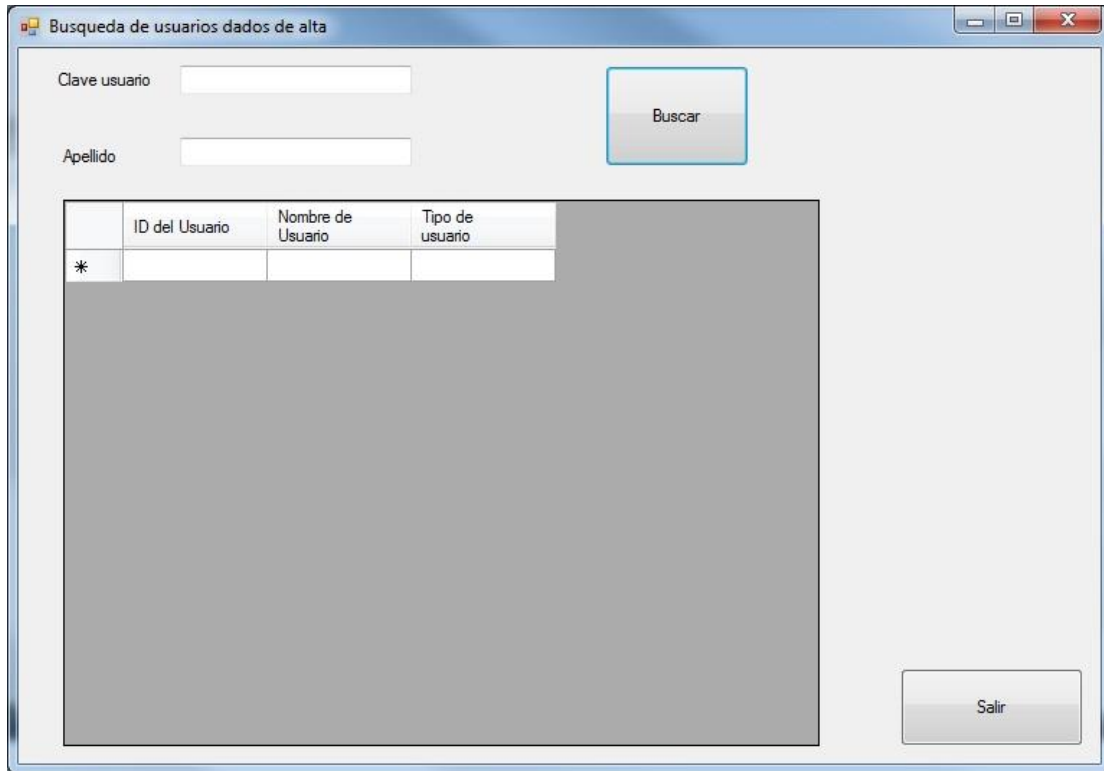 Busqueda de usuarios dados de alta
Clave usuario
Buscar
Apellido
ID del Usuario
Nombre de
Usuario
Tipo de
usuario
*
Salir